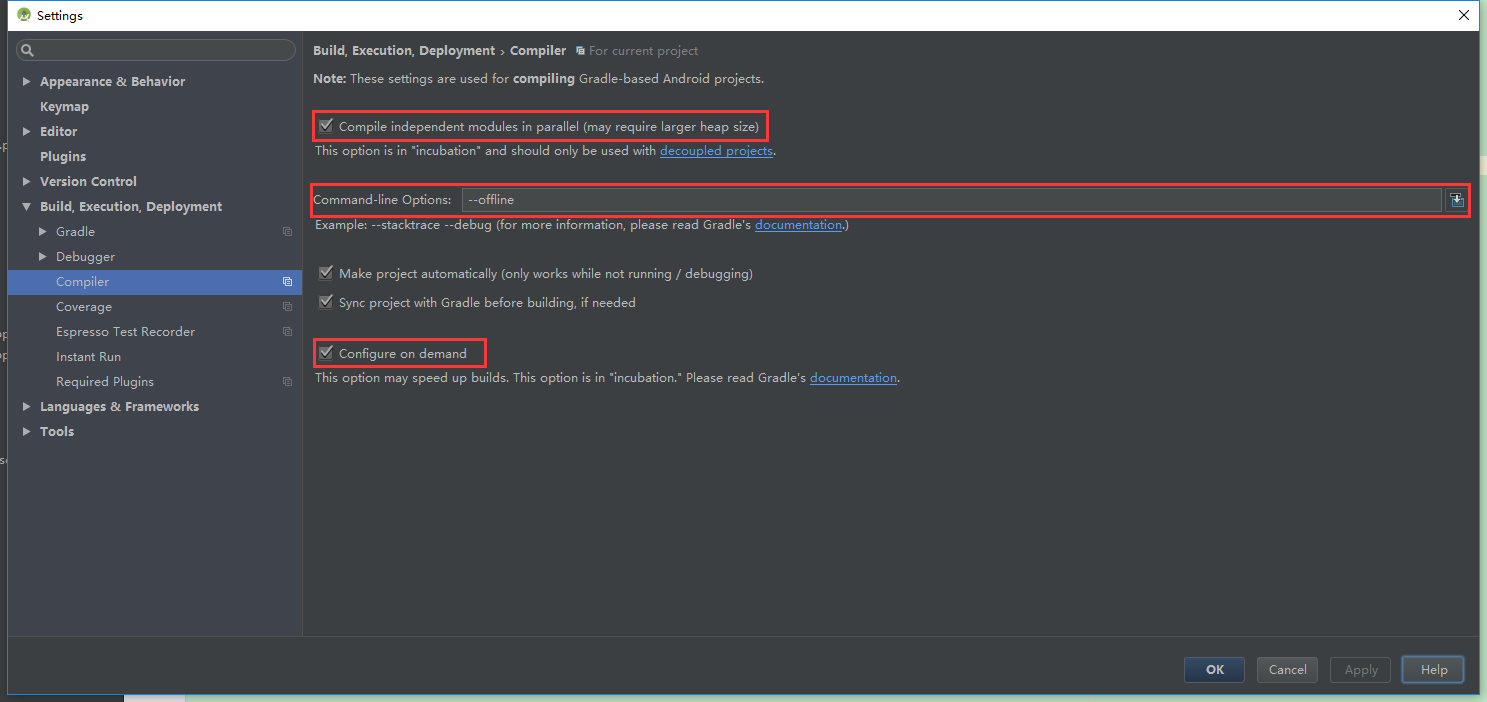 Settings
Appearance & Behavior
Keymap
Editor
Plugins
Version Control
Build, Execution, Deployment
Gradle
Debugger
Compiler
Coverage
Espresso Test Recorder
Instant Run
Required Plugins
Languages & Frameworks
Tools
Build, Execution, Deployment › Compiler For current project
Note: These settings are used for compiling Gradle-based Android projects.
Compile independent modules in parallel (may require larger heap size)
This option is in "incubation" and should only be used with decoupled projects.
Command-line Options: --offline
Example: --stacktrace --debug (for more information, please read Gradle's documentation.)
Make project automatically (only works while not running / debugging)
Sync project with Gradle before building, if needed
Configure on demand
This option may speed up builds. This option is in "incubation." Please read Gradle's documentation.
OK Cancel Apply Help